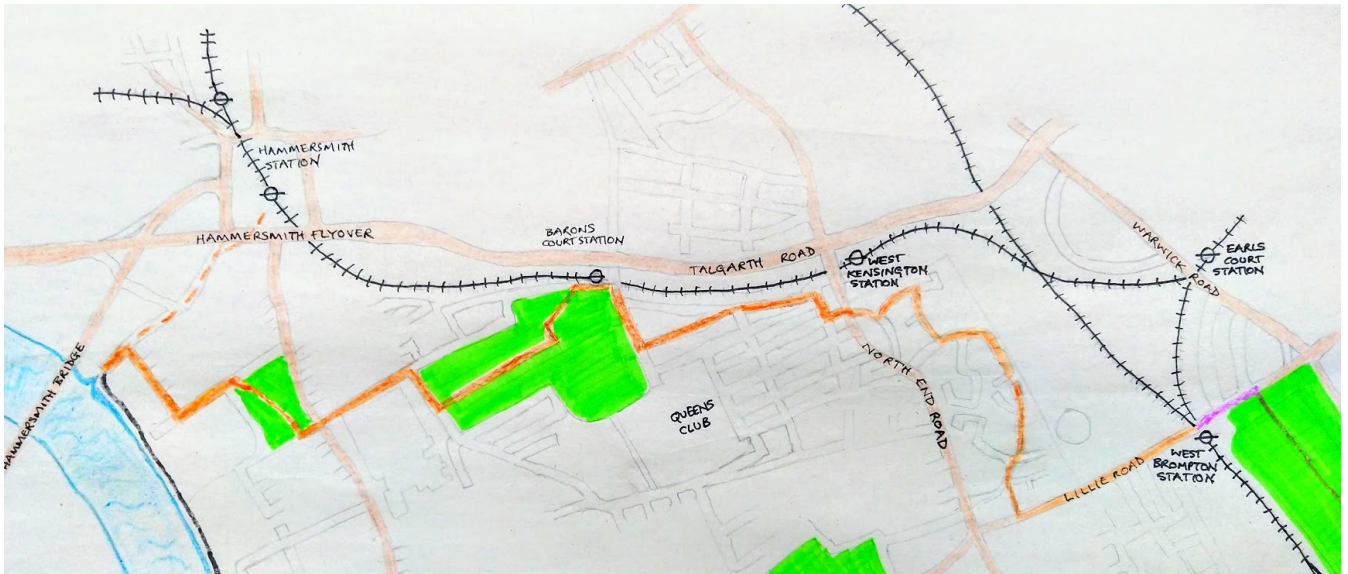 HAMMERSMITH
STATION
HAMMERSMITH FLYOVER
BARONS
COURT STATION
TALGARTH ROAD
WEST
KENSINGTON
STATION
WARWICK ROAD
EARLS
COURT
STATION
HAMMERSMITH BRIDGE
NORTH END ROAD
QUEENS
CLUB
LILLIE ROAD
WEST
BROMPTON
STATION